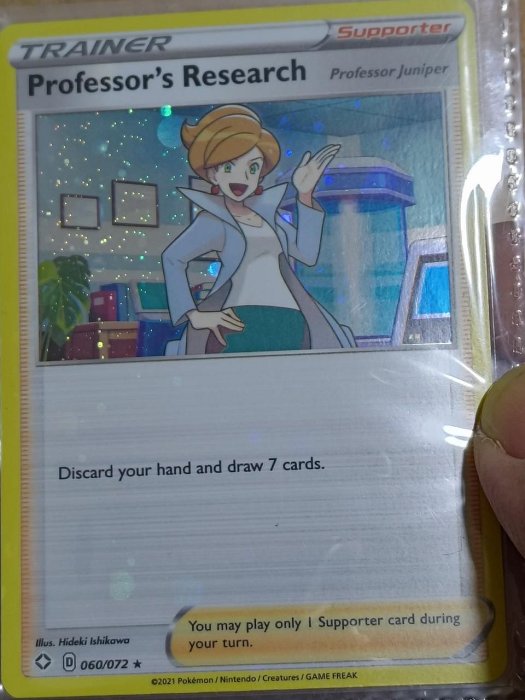 TRAINER
Supporter
Professor's Research
Professor Juniper
Discard your hand and draw 7 cards.
You may play only 1 Supporter card during
your turn.
Illus. Hideki Ishikawa
D 060/072 ★
©2021 Pokémon / Nintendo / Creatures / GAME FREAK